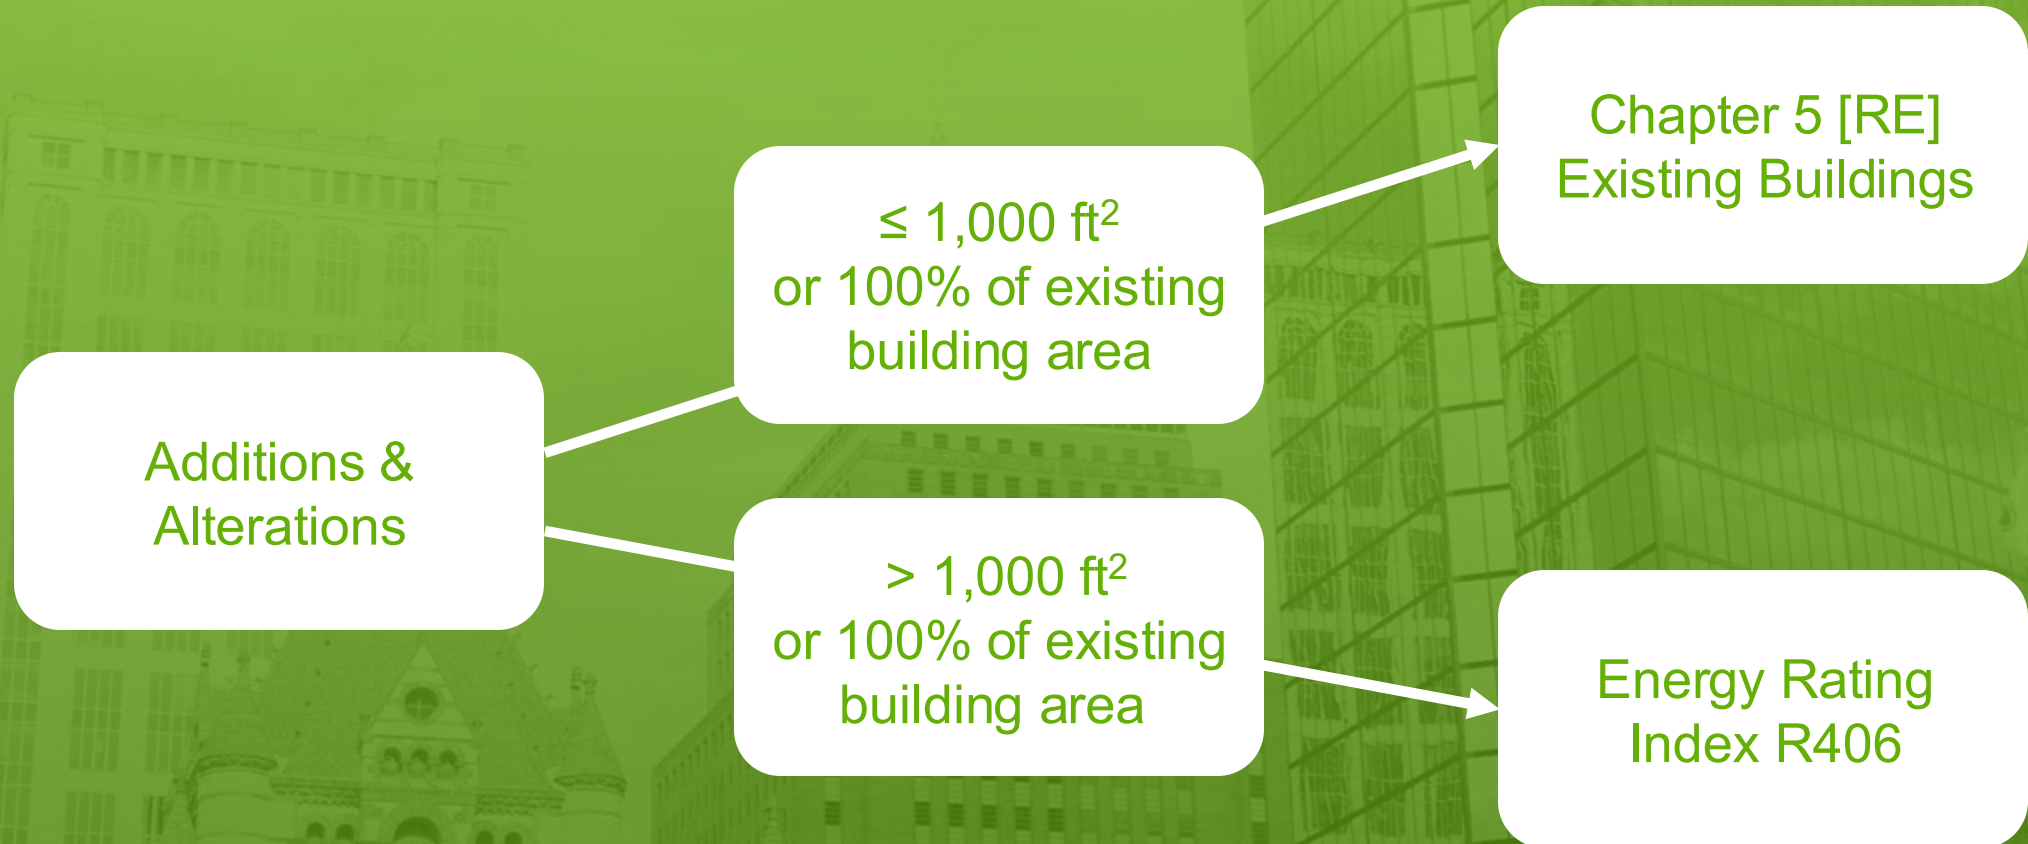 Additions &
Alterations
≤ 1,000 ft²
or 100% of existing
building area
> 1,000 ft²
or 100% of existing
building area
Chapter 5 [RE]
Existing Buildings
Energy Rating
Index R406